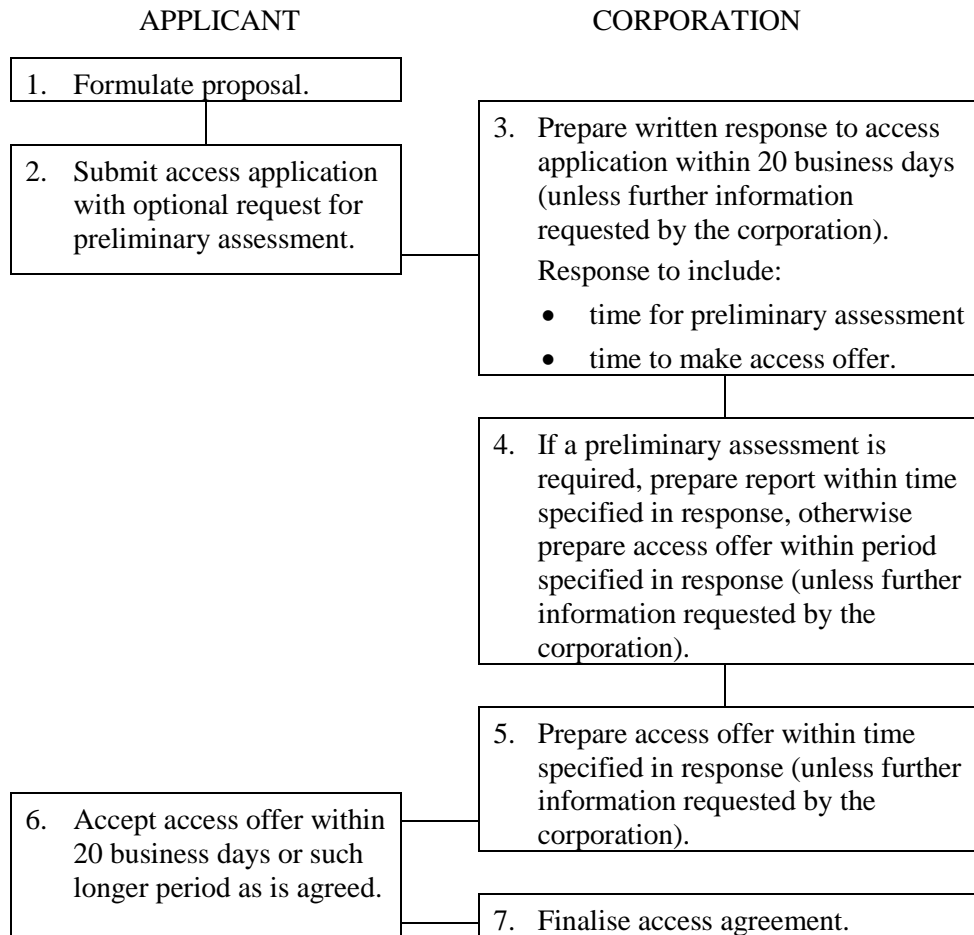 APPLICANT
CORPORATION
1. Formulate proposal.
2. Submit access application
with optional request for
preliminary assessment.
3. Prepare written response to access
application within 20 business days
(unless further information
requested by the corporation).
Response to include:
• time for preliminary assessment
• time to make access offer.
4. If a preliminary assessment is
required, prepare report within time
specified in response, otherwise
prepare access offer within period
specified in response (unless further
information requested by the
corporation).
5. Prepare access offer within time
specified in response (unless further
information requested by the
corporation).
6. Accept access offer within
20 business days or such
longer period as is agreed.
7. Finalise access agreement.